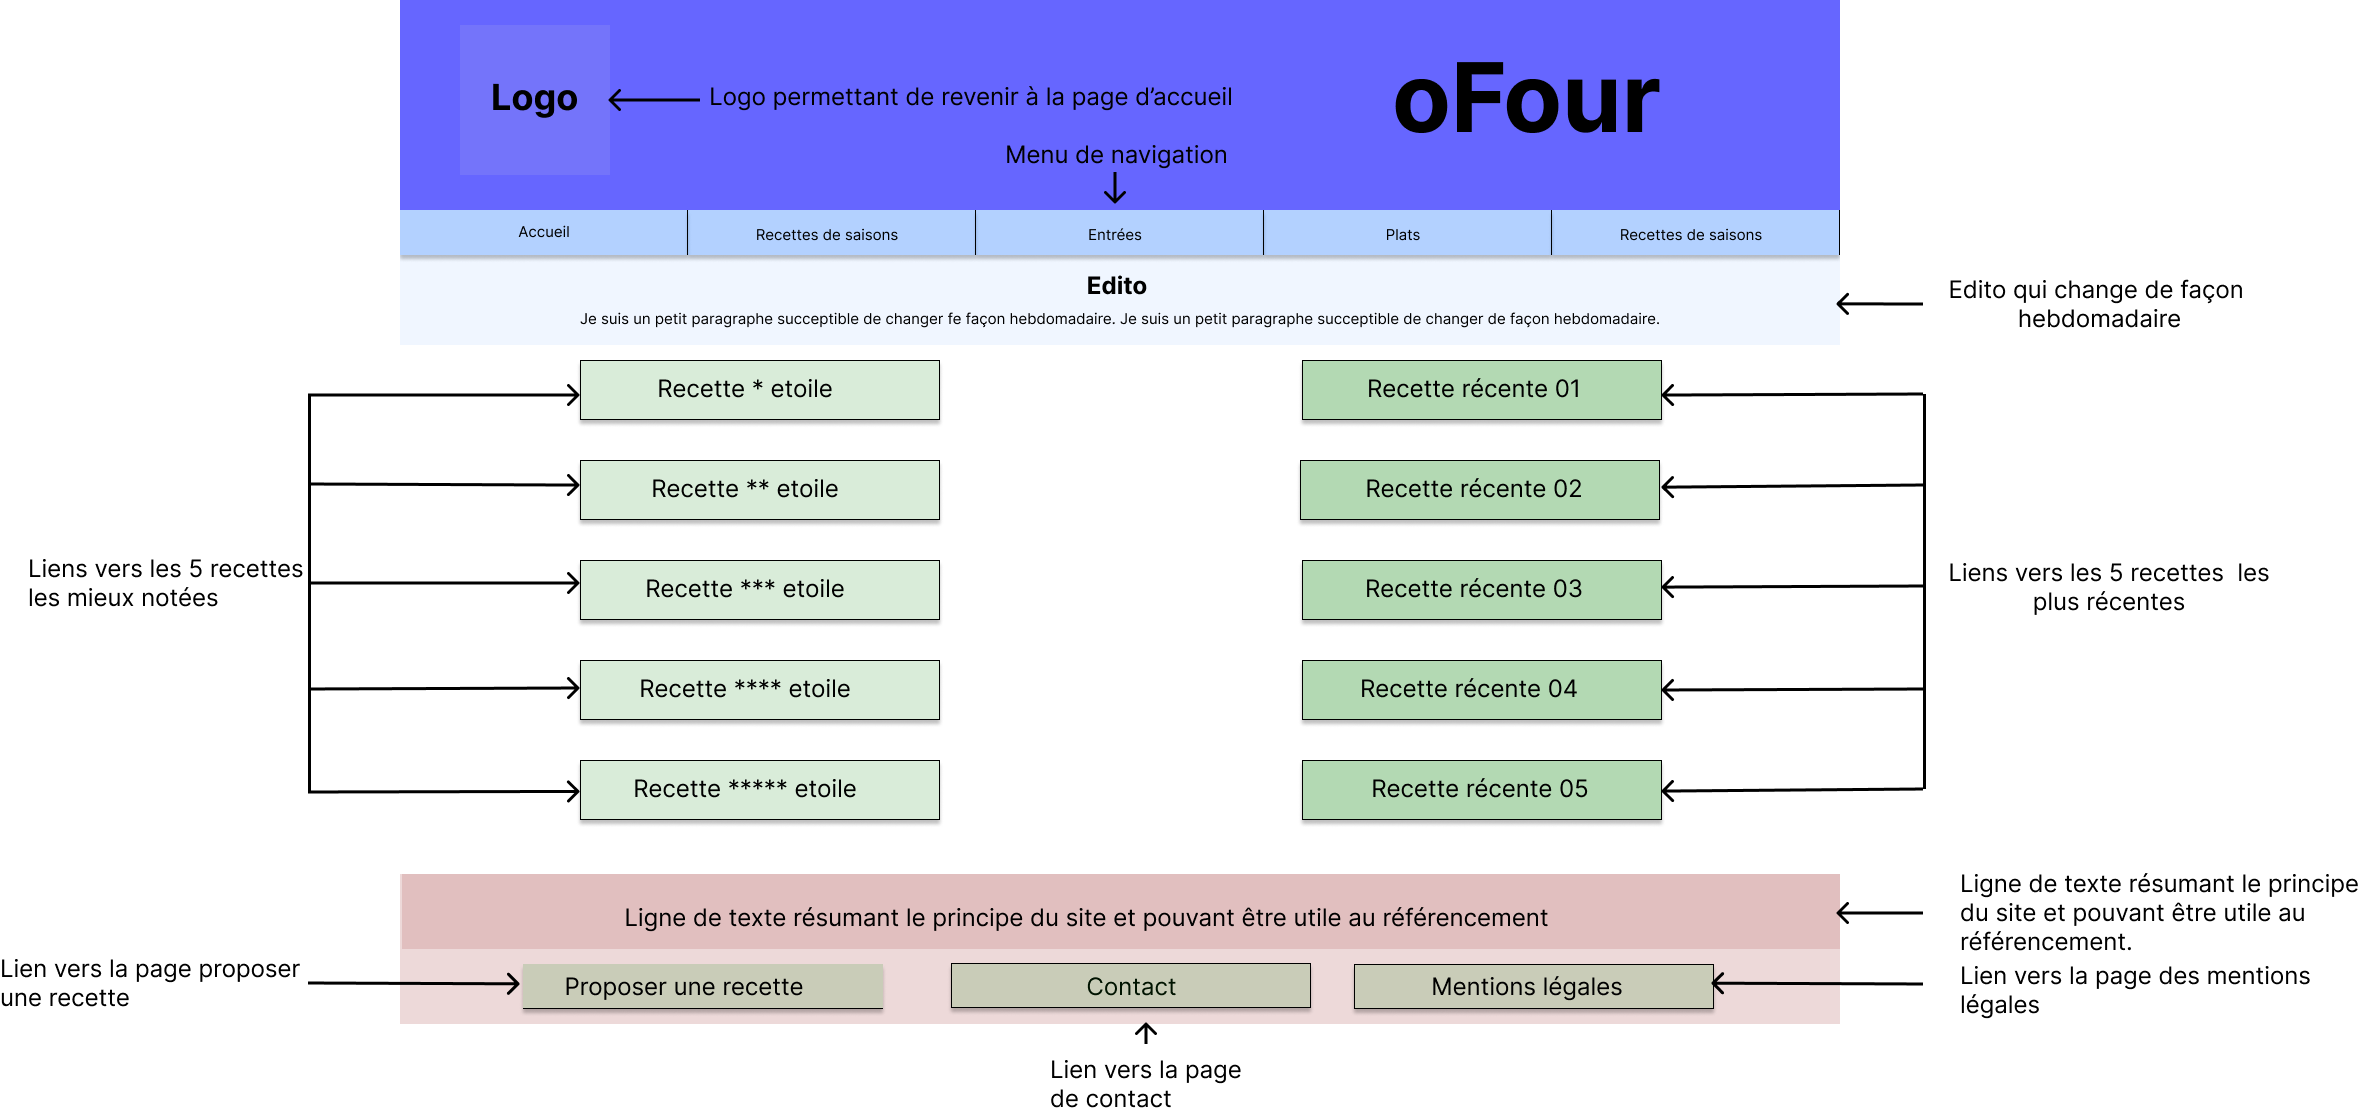 Logo
Logo permettant de revenir à la page d’accueil
oFour
Menu de navigation
Accueil
Recettes de saisons
Entrées
Plats
Recettes de saisons
Edito
Je suis un petit paragraphe succeptible de changer fe façon hebdomadaire. Je suis un petit paragraphe succeptible de changer de façon hebdomadaire.
Edito qui change de façon
hebdomadaire
Recette * etoile
Recette récente 01
Recette ** etoile
Recette récente 02
Liens vers les 5 recettes
les mieux notées
Recette *** etoile
Recette récente 03
Liens vers les 5 recettes  les
plus récentes
Recette **** etoile
Recette récente 04
Recette ***** etoile
Recette récente 05
Ligne de texte résumant le principe du site et pouvant être utile au référencement
Ligne de texte résumant le principe
du site et pouvant être utile au
référencement.
Lien vers la page proposer
une recette
Proposer une recette
Contact
Mentions légales
Lien vers la page des mentions
légales
Lien vers la page
de contact